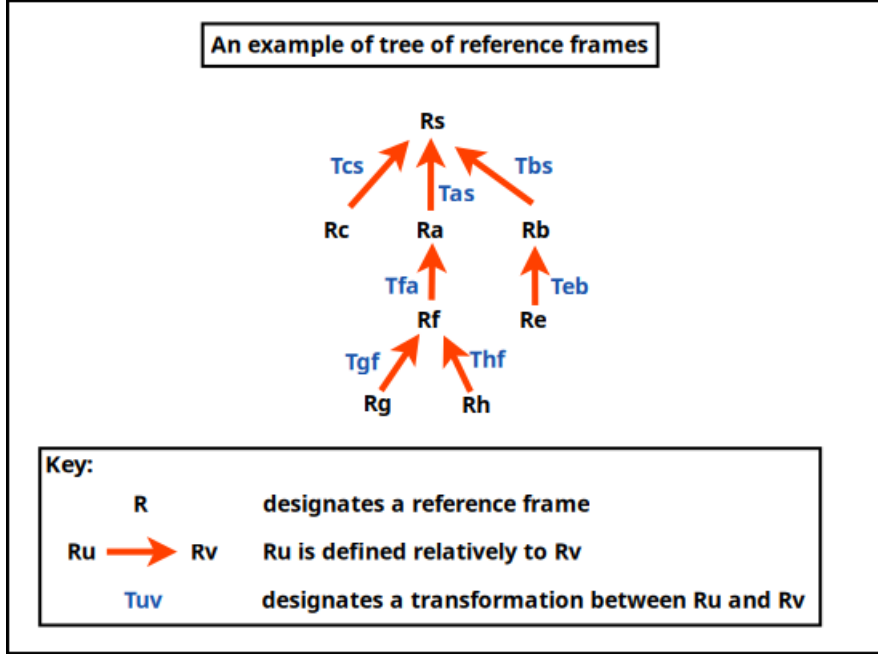 An example of tree of reference frames
Rs
Tcs Tbs
Tas
Rc Ra Rb
Tfa Teb
Rf Re
Tgf Thf
Rg Rh
Key:
R designates a reference frame
Ru Rv Ru is defined relatively to Rv
Tuv designates a transformation between Ru and Rv